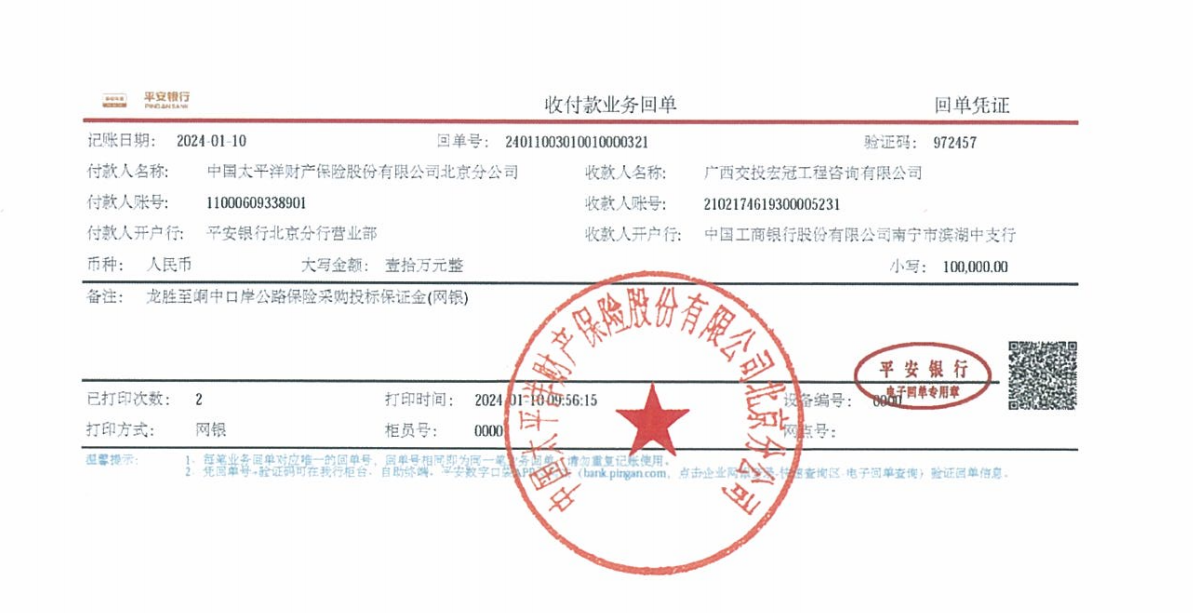 平安银行
PINGAN BANK
收付款业务回单
回单凭证
记账日期: 2024-01-10 回单号: 24011003010010000321 验证码: 972457
付款人名称: 中国太平洋财产保险股份有限公司北京分公司 收款人名称: 广西交投宏冠工程咨询有限公司
付款人账号: 11000609338901 收款人账号: 2102174619300005231
付款人开户行: 平安银行北京分行营业部 收款人开户行: 中国工商银行股份有限公司南宁市滨湖中支行
币种: 人民币 大写金额: 壹拾万元整 小写: 100,000.00
备注: 龙胜至峒中口岸公路保险采购投标保证金(网银)
中国太平洋财产保险股份有限公司北京分公司
平安银行
电子回单专用章
已打印次数: 2 打印时间: 2024-01-10 09:56:15 设备编号: 0000
打印方式: 网银 柜员号: 0000 网点号:
温馨提示: 1. 每笔业务回单对应唯一的回单号, 回单号相同即为同一笔业务回单, 请勿重复记账使用。
2. 凭回单号+验证码可在我行柜台、自助终端、平安数字口袋APP (bank.pingan.com, 点击企业网 快速查询区-电子回单查询) 验证回单信息。